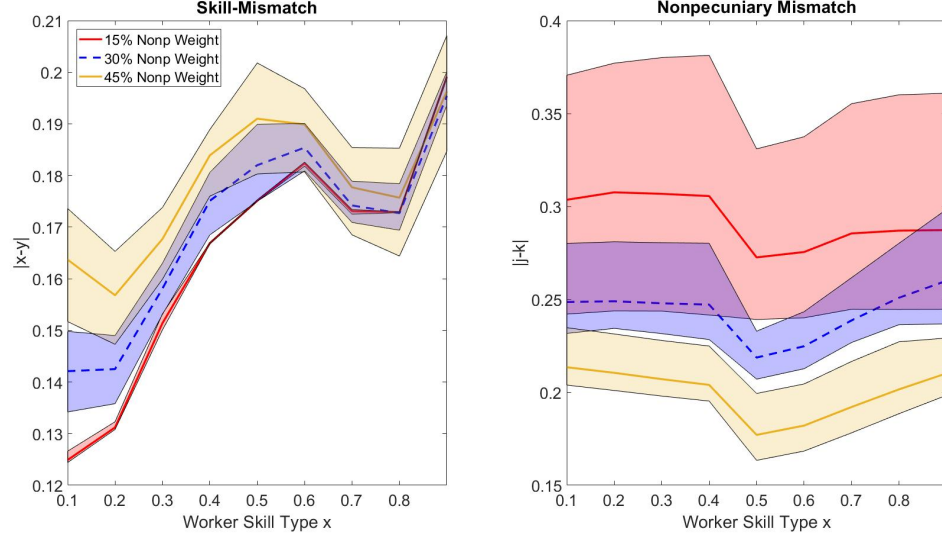 Skill-Mismatch
0.21
0.2
0.19
0.18
0.17
0.16
0.15
0.14
0.13
0.12
|x-y|
15% Nonp Weight
30% Nonp Weight
45% Nonp Weight
0.1 0.2 0.3 0.4 0.5 0.6 0.7 0.8
Worker Skill Type x
Nonpecuniary Mismatch
0.4
0.35
0.3
0.25
0.2
0.15
|j-k|
0.1 0.2 0.3 0.4 0.5 0.6 0.7 0.8
Worker Skill Type x